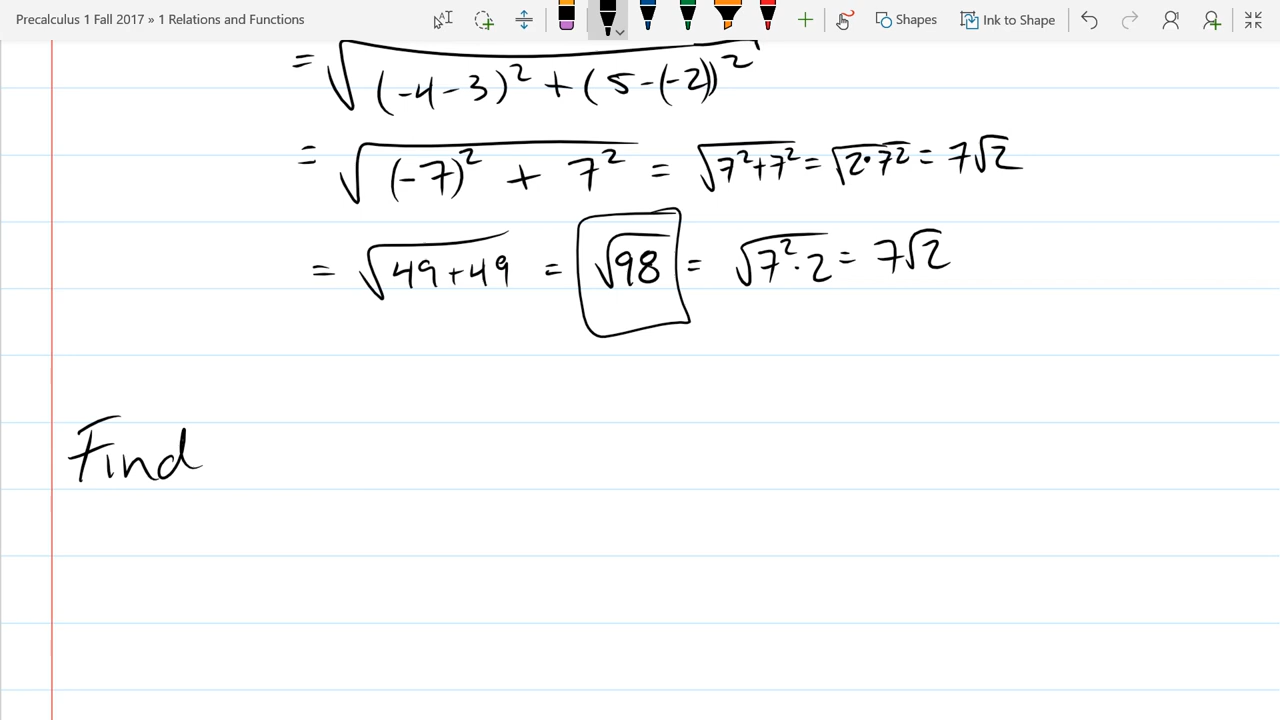 Precalculus 1 Fall 2017 » 1 Relations and Functions
Shapes
Ink to Shape
= √((-4-3)² + (5-(-2))²)
= √((-7)² + 7²) = √(7²+7²) = √(2·7²) = 7√2
= √(49+49) = √98 = √(7²·2) = 7√2
Find